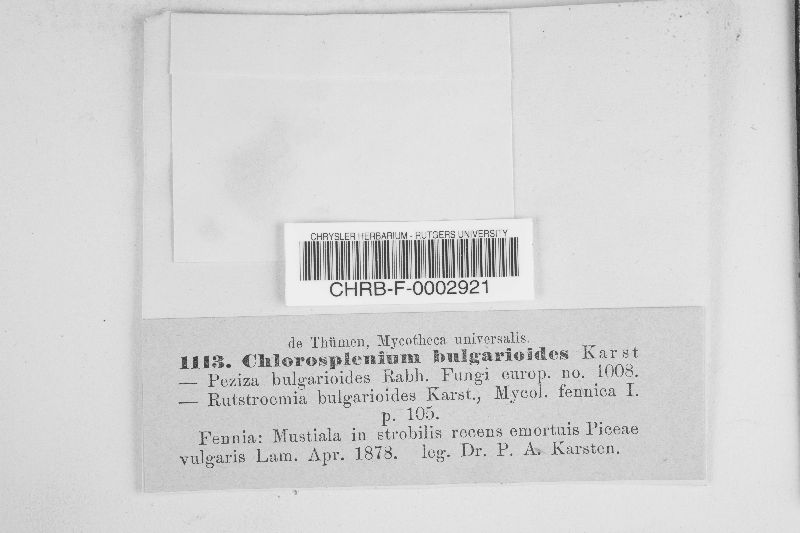 CHRYSLER HERBARIUM - RUTGERS UNIVERSITY
CHRB-F-0002921
de Thümen, Mycotheca universalis.
1113. Chlorosplenium bulgarioides Karst
— Peziza bulgarioides Rabh. Fungi europ. no. 1008.
— Rutstroemia bulgarioides Karst., Mycol. fennica I.
p. 105.
Fennia: Mustiala in strobilis recens emortuis Piceae
vulgaris Lam. Apr. 1878. leg. Dr. P. A. Karsten.